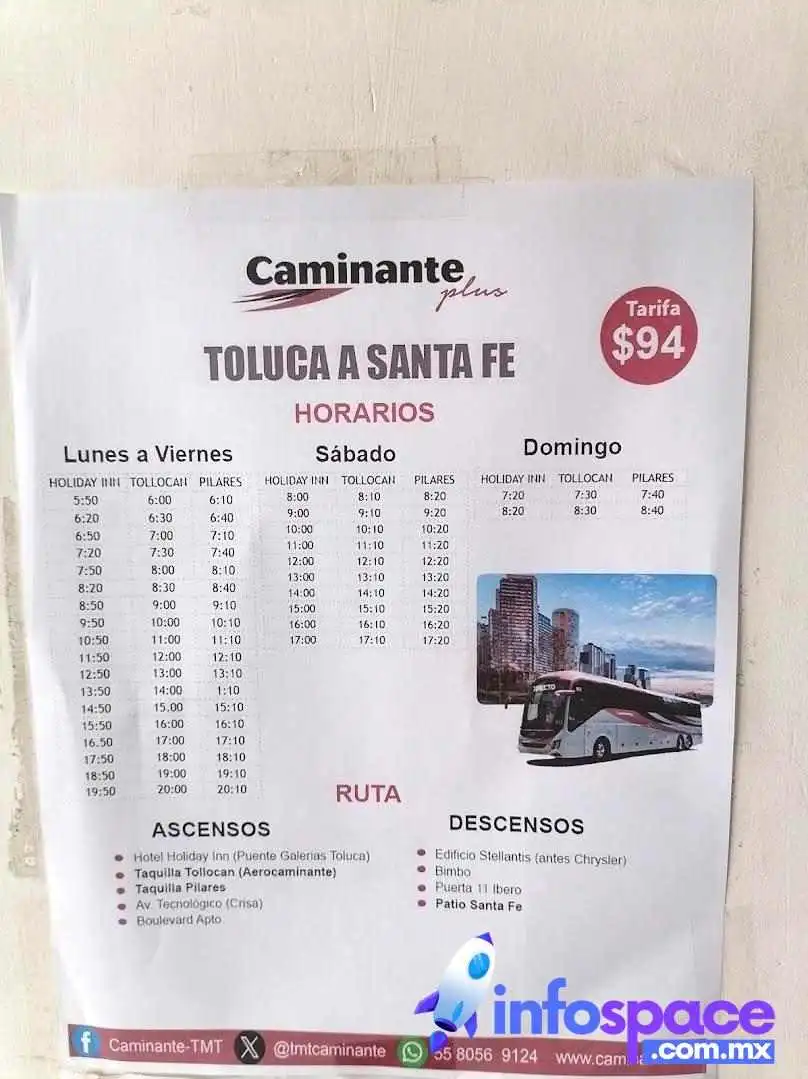 Caminante
plus
Tarifa
$94
TOLUCA A SANTA FE
HORARIOS
Lunes a Viernes
HOLIDAY INN TOLLOCAN PILARES
5:50 6:00 6:10
6:20 6:30 6:40
6:50 7:00 7:10
7:20 7:30 7:40
7:50 8:00 8:10
8:20 8:30 8:40
8:50 9:00 9:10
9:50 10:00 10:10
10:50 11:00 11:10
11:50 12:00 12:10
12:50 13:00 13:10
13:50 14:00 1:10
14:50 15.00 15:10
15:50 16:00 16:10
16.50 17:00 17:10
17:50 18:00 18:10
18:50 19:00 19:10
19:50 20:00 20:10
Sábado
HOLIDAY INN TOLLOCAN PILARES
8:00 8:10 8:20
9:00 9:10 9:20
10:00 10:10 10:20
11:00 11:10 11:20
12:00 12:10 12:20
13:00 13:10 13:20
14:00 14:10 14:20
15:00 15:10 15:20
16:00 16:10 16:20
17:00 17:10 17:20
Domingo
HOLIDAY INN TOLLOCAN PILARES
7:20 7:30 7:40
8:20 8:30 8:40
RUTA
ASCENSOS
Hotel Holiday Inn (Puente Galerias Toluca)
Taquilla Tollocan (Aerocaminante)
Taquilla Pilares
Av. Tecnológico (Crisa)
Boulevard Apto
DESCENSOS
Edificio Stellantis (antes Chrysler)
Bimbo
Puerta 11 Ibero
Patio Santa Fe
Caminante-TMT @tmtcaminante 55 8056 9124
infospace
.com.mx